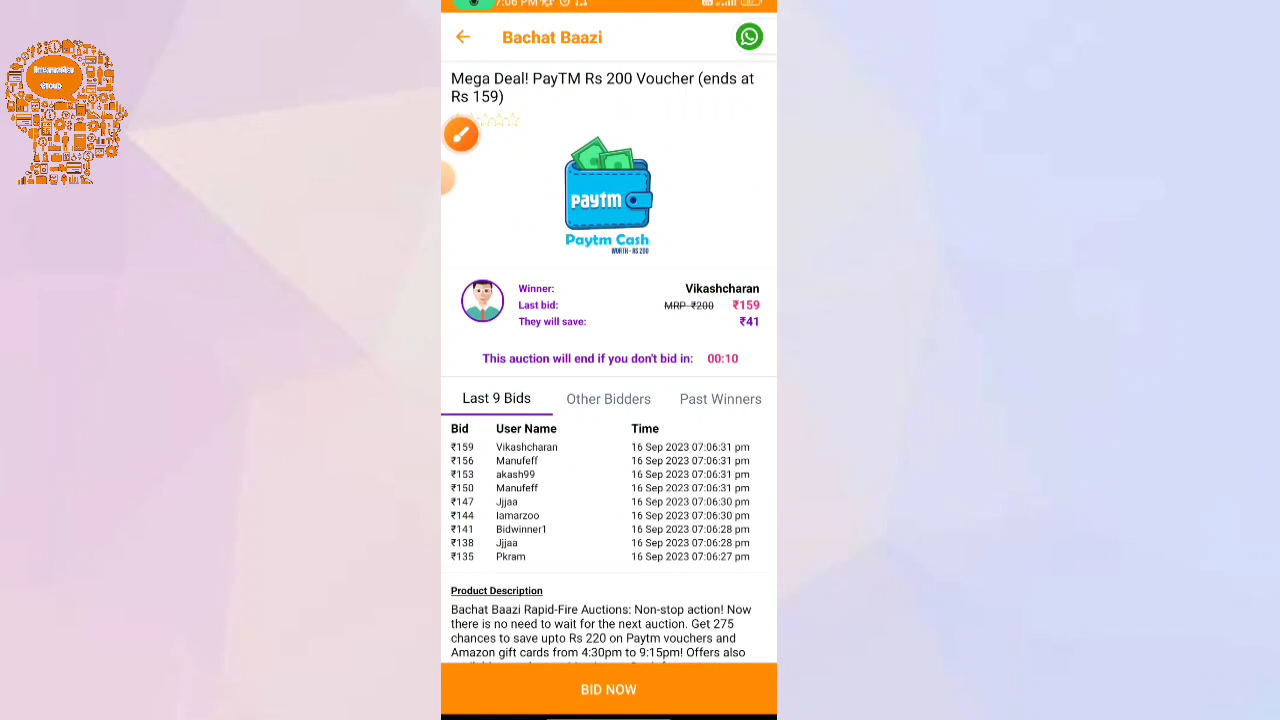 7:06 PM
Bachat Baazi
Information
Mega Deal! PayTM Rs 200 Voucher (ends at
Rs 159)
paytm
Paytm Cash
WORTH - RS 200
Winner: Vikashcharan
Last bid: MRP ₹200 ₹159
They will save: ₹41
This auction will end if you don't bid in: 00:10
Last 9 Bids Other Bidders Past Winners
Bid User Name Time
₹159 Vikashcharan 16 Sep 2023 07:06:31 pm
₹156 Manufeff 16 Sep 2023 07:06:31 pm
₹153 akash99 16 Sep 2023 07:06:31 pm
₹150 Manufeff 16 Sep 2023 07:06:31 pm
₹147 Jjjaa 16 Sep 2023 07:06:30 pm
₹144 Iamarzoo 16 Sep 2023 07:06:30 pm
₹141 Bidwinner1 16 Sep 2023 07:06:28 pm
₹138 Jjjaa 16 Sep 2023 07:06:28 pm
₹135 Pkram 16 Sep 2023 07:06:27 pm
Product Description
Bachat Baazi Rapid-Fire Auctions: Non-stop action! Now
there is no need to wait for the next auction. Get 275
chances to save upto Rs 220 on Paytm vouchers and
Amazon gift cards from 4:30pm to 9:15pm! Offers also
BID NOW